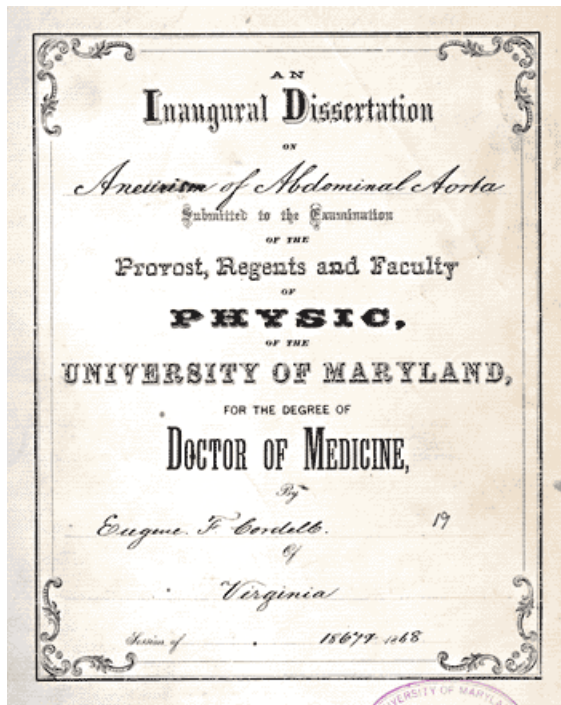 AN
Inaugural Dissertation
ON
Aneurism of Abdominal Aorta
Submitted to the Examination
OF THE
Provost, Regents and Faculty
OF
PHYSIC,
OF THE
UNIVERSITY OF MARYLAND,
FOR THE DEGREE OF
DOCTOR OF MEDICINE,
By
Eugene. F. Cordell. 19
Of
Virginia
Session of 1867 & 1868
UNIVERSITY OF MARYLA